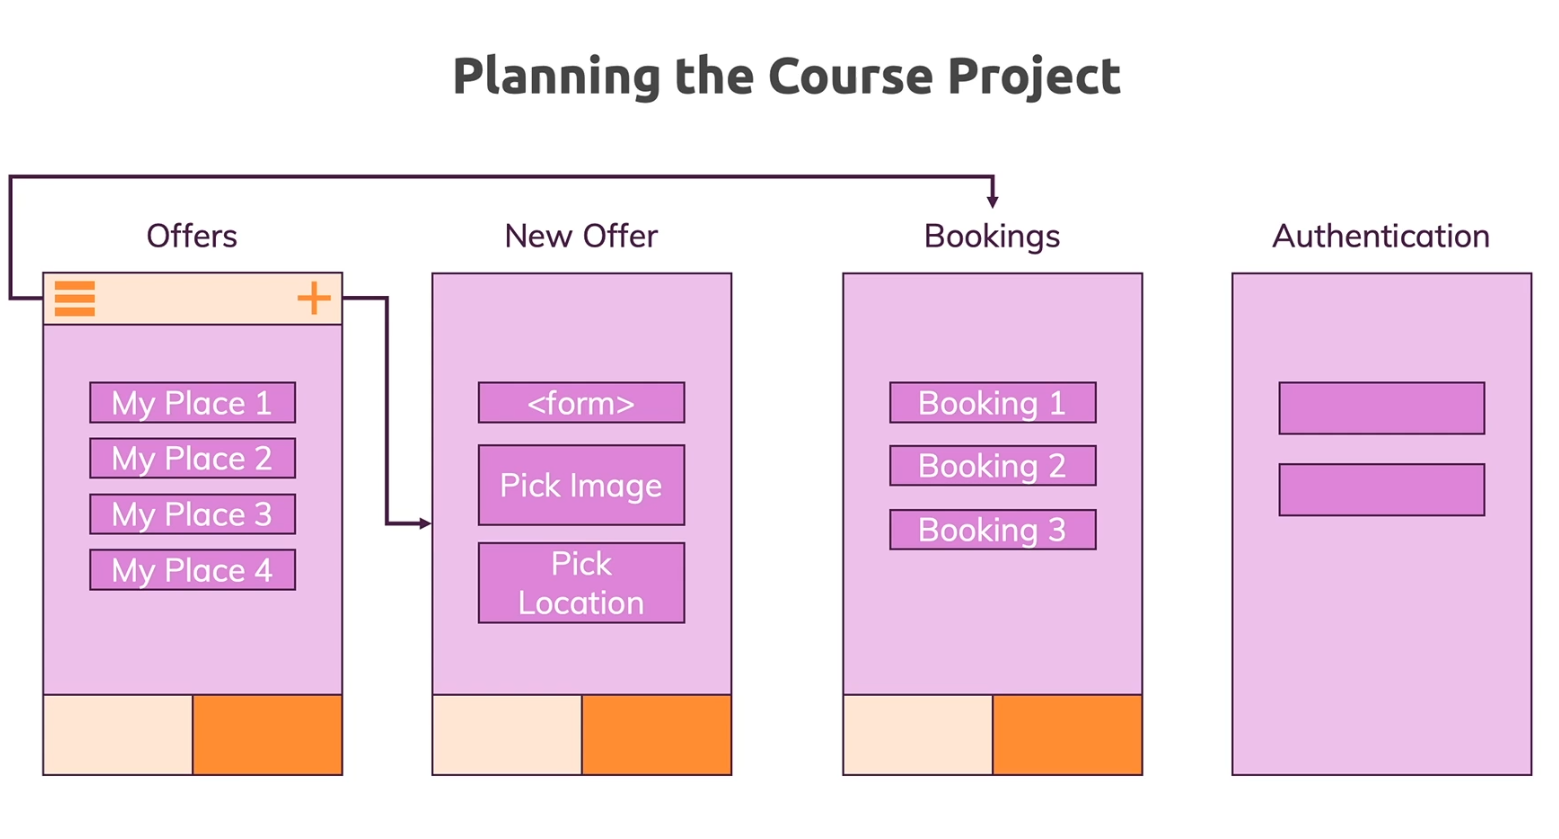 Planning the Course Project
Offers
New Offer
Bookings
Authentication
My Place 1
My Place 2
My Place 3
My Place 4
<form>
Pick Image
Pick
Location
Booking 1
Booking 2
Booking 3